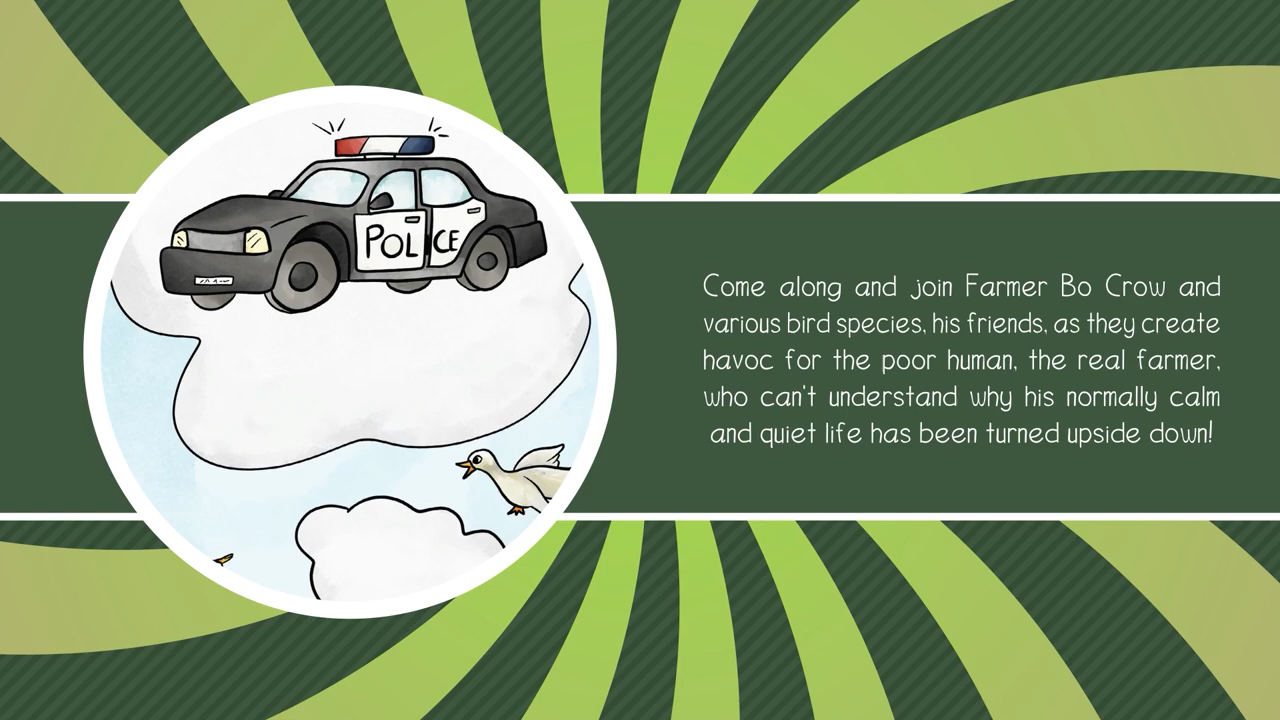 POLICE
Come along and join Farmer Bo Crow and
various bird species, his friends, as they create
havoc for the poor human, the real farmer,
who can't understand why his normally calm
and quiet life has been turned upside down!